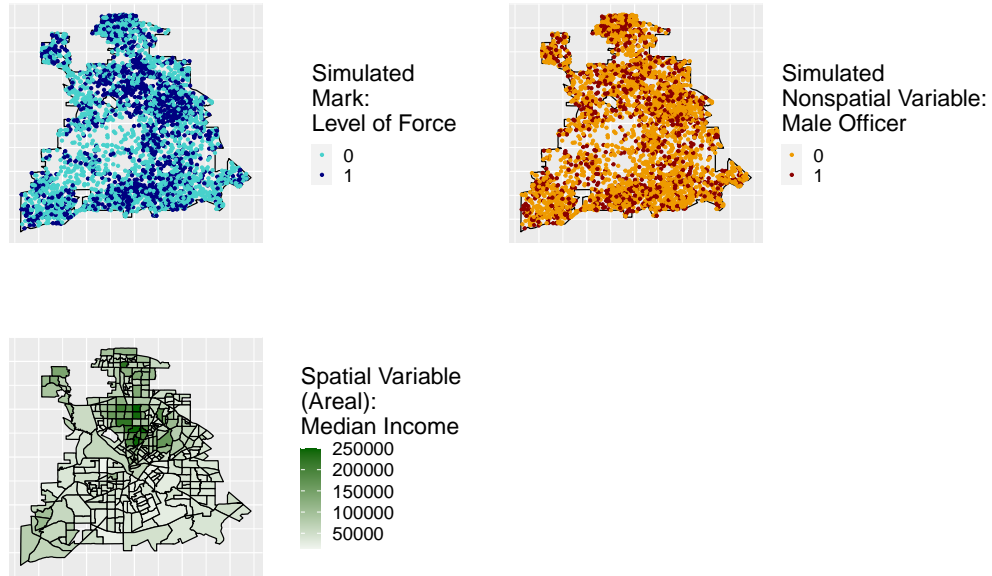 Simulated
Mark:
Level of Force
0
1
Simulated
Nonspatial Variable:
Male Officer
0
1
Spatial Variable
(Areal):
Median Income
250000
200000
150000
100000
50000